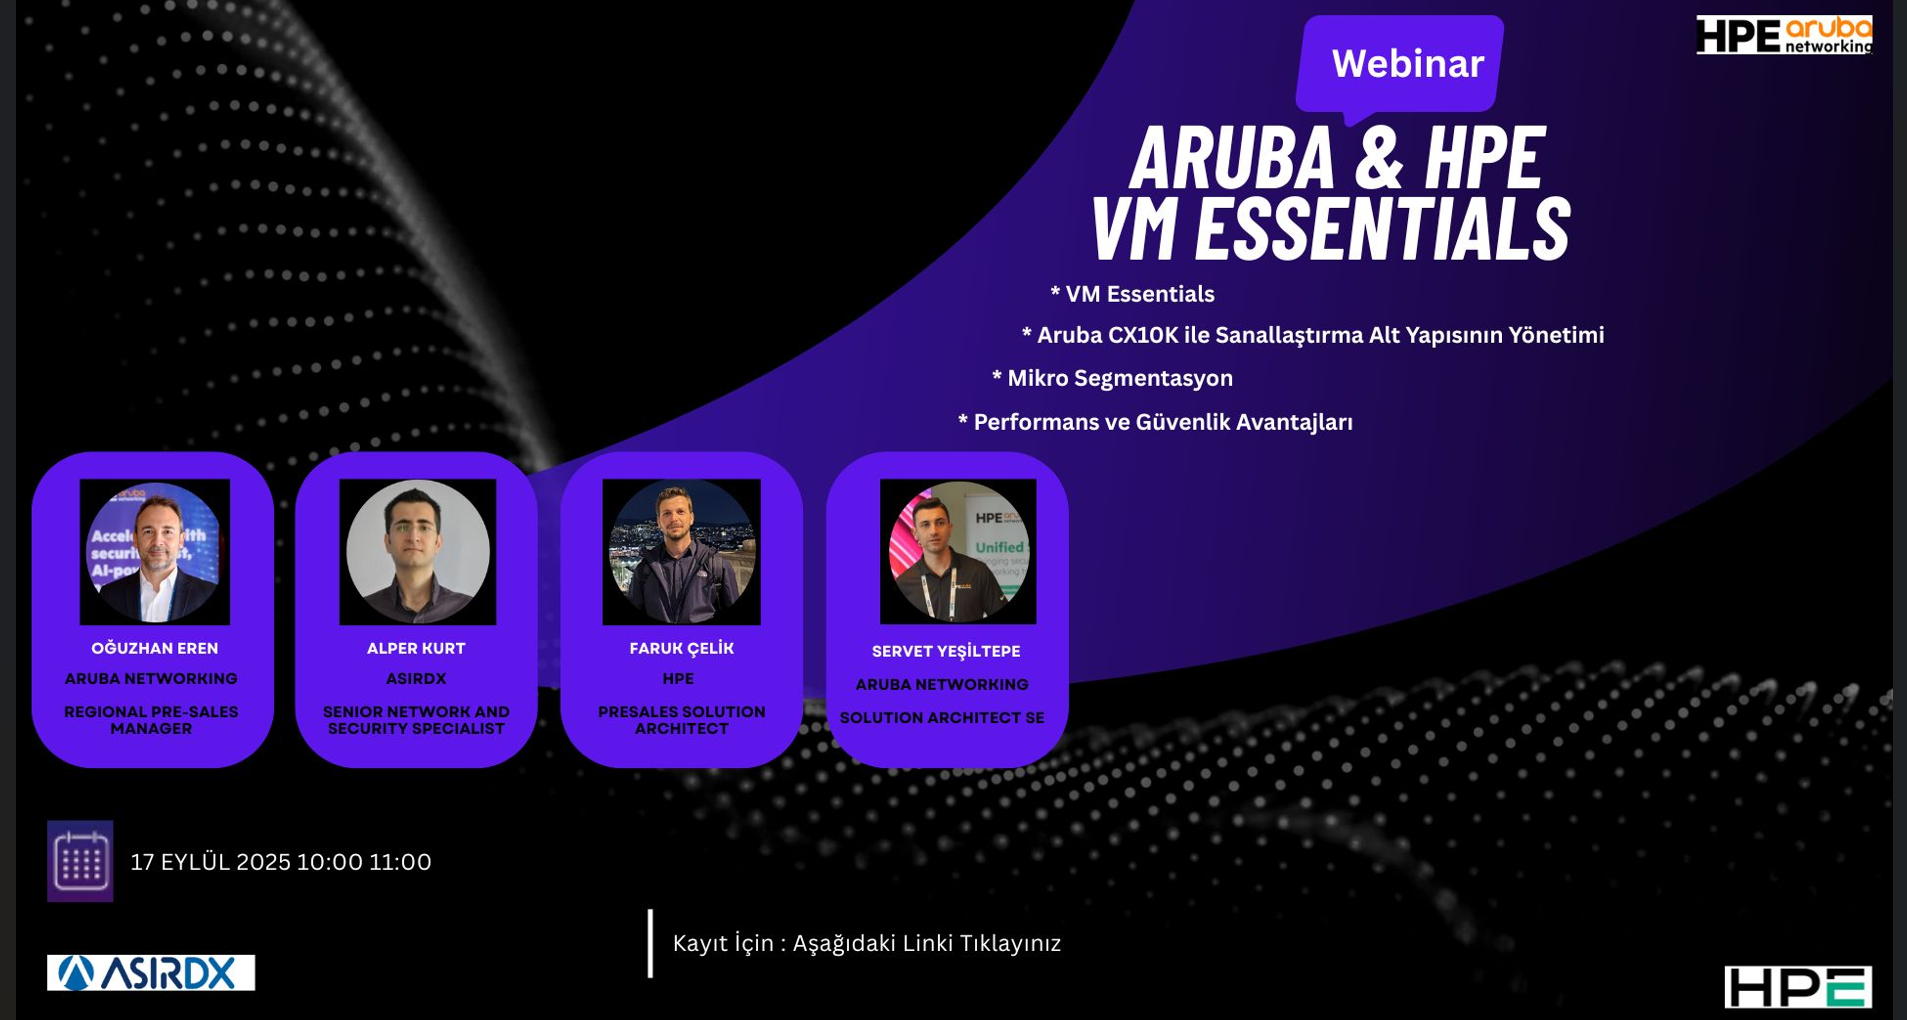 Webinar
HPE aruba
networking
ARUBA & HPE
VM ESSENTIALS
* VM Essentials
* Aruba CX10K ile Sanallaştırma Alt Yapısının Yönetimi
* Mikro Segmentasyon
* Performans ve Güvenlik Avantajları
OĞUZHAN EREN
ARUBA NETWORKING
REGIONAL PRE-SALES
MANAGER
ALPER KURT
ASIRDX
SENIOR NETWORK AND
SECURITY SPECIALIST
FARUK ÇELİK
HPE
PRESALES SOLUTION
ARCHITECT
HPE
Unified
SERVET YEŞİLTEPE
ARUBA NETWORKING
SOLUTION ARCHITECT SE
17 EYLÜL 2025 10:00 11:00
Kayıt İçin : Aşağıdaki Linki Tıklayınız
ASIRDX
HPE